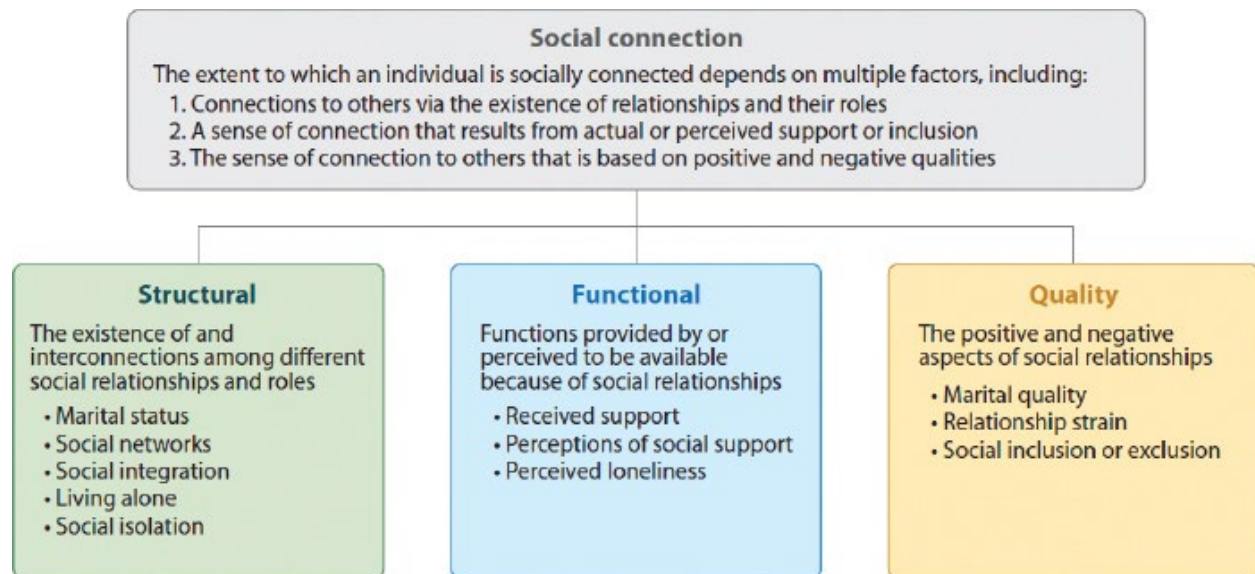 Social connection
The extent to which an individual is socially connected depends on multiple factors, including:
1. Connections to others via the existence of relationships and their roles
2. A sense of connection that results from actual or perceived support or inclusion
3. The sense of connection to others that is based on positive and negative qualities
Structural
The existence of and
interconnections among different
social relationships and roles
• Marital status
• Social networks
• Social integration
• Living alone
• Social isolation
Functional
Functions provided by or
perceived to be available
because of social relationships
• Received support
• Perceptions of social support
• Perceived loneliness
Quality
The positive and negative
aspects of social relationships
• Marital quality
• Relationship strain
• Social inclusion or exclusion